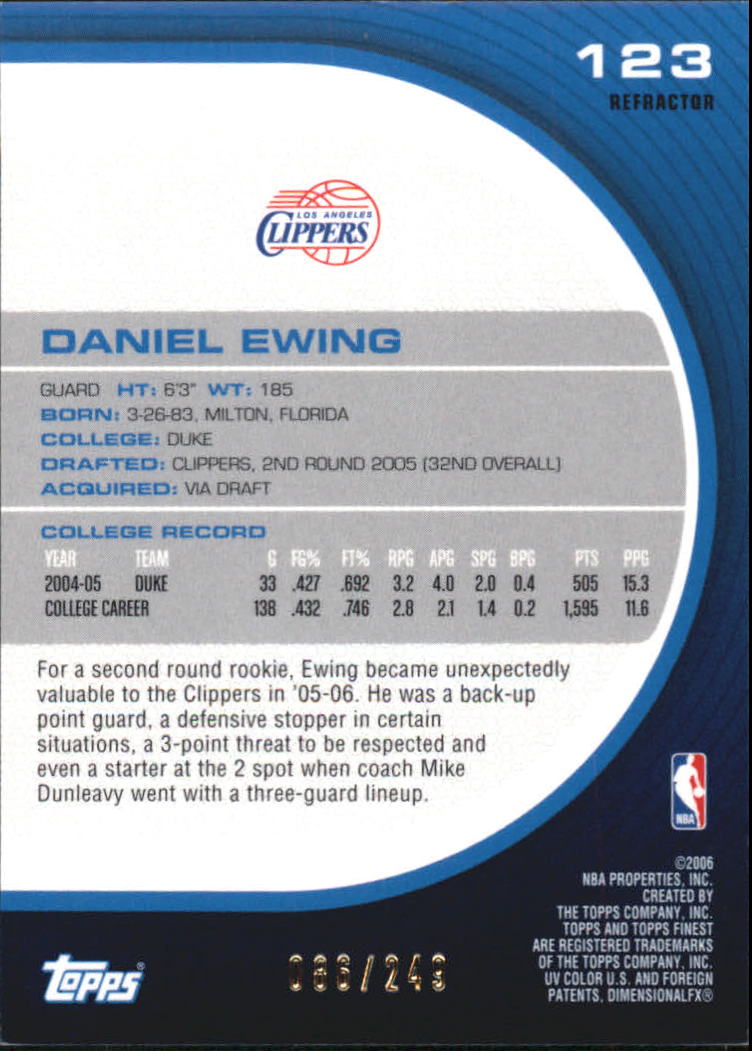 123
REFRACTOR
LOS ANGELES
CLIPPERS
DANIEL EWING
GUARD HT: 6'3" WT: 185
BORN: 3-26-83, MILTON, FLORIDA
COLLEGE: DUKE
DRAFTED: CLIPPERS, 2ND ROUND 2005 (32ND OVERALL)
ACQUIRED: VIA DRAFT
COLLEGE RECORD
YEAR TEAM G FG% FT% RPG APG SPG BPG PTS PPG
2004-05 DUKE 33 .427 .692 3.2 4.0 2.0 0.4 505 15.3
COLLEGE CAREER 138 .432 .746 2.8 2.1 1.4 0.2 1,595 11.6
For a second round rookie, Ewing became unexpectedly
valuable to the Clippers in '05-06. He was a back-up
point guard, a defensive stopper in certain
situations, a 3-point threat to be respected and
even a starter at the 2 spot when coach Mike
Dunleavy went with a three-guard lineup.
NBA
©2006
NBA PROPERTIES, INC.
CREATED BY
THE TOPPS COMPANY, INC.
TOPPS AND TOPPS FINEST
ARE REGISTERED TRADEMARKS
OF THE TOPPS COMPANY, INC.
UV COLOR U.S. AND FOREIGN
PATENTS, DIMENSIONALFX®
topps®
086/249